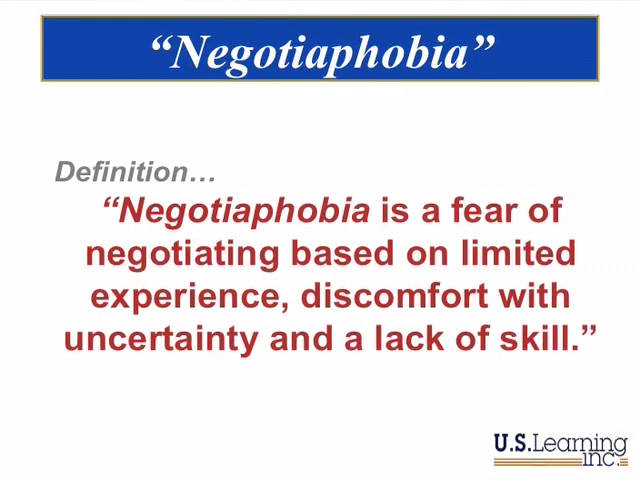 “Negotiaphobia”
Definition…
“Negotiaphobia is a fear of
negotiating based on limited
experience, discomfort with
uncertainty and a lack of skill.”
U.S.Learning
inc.